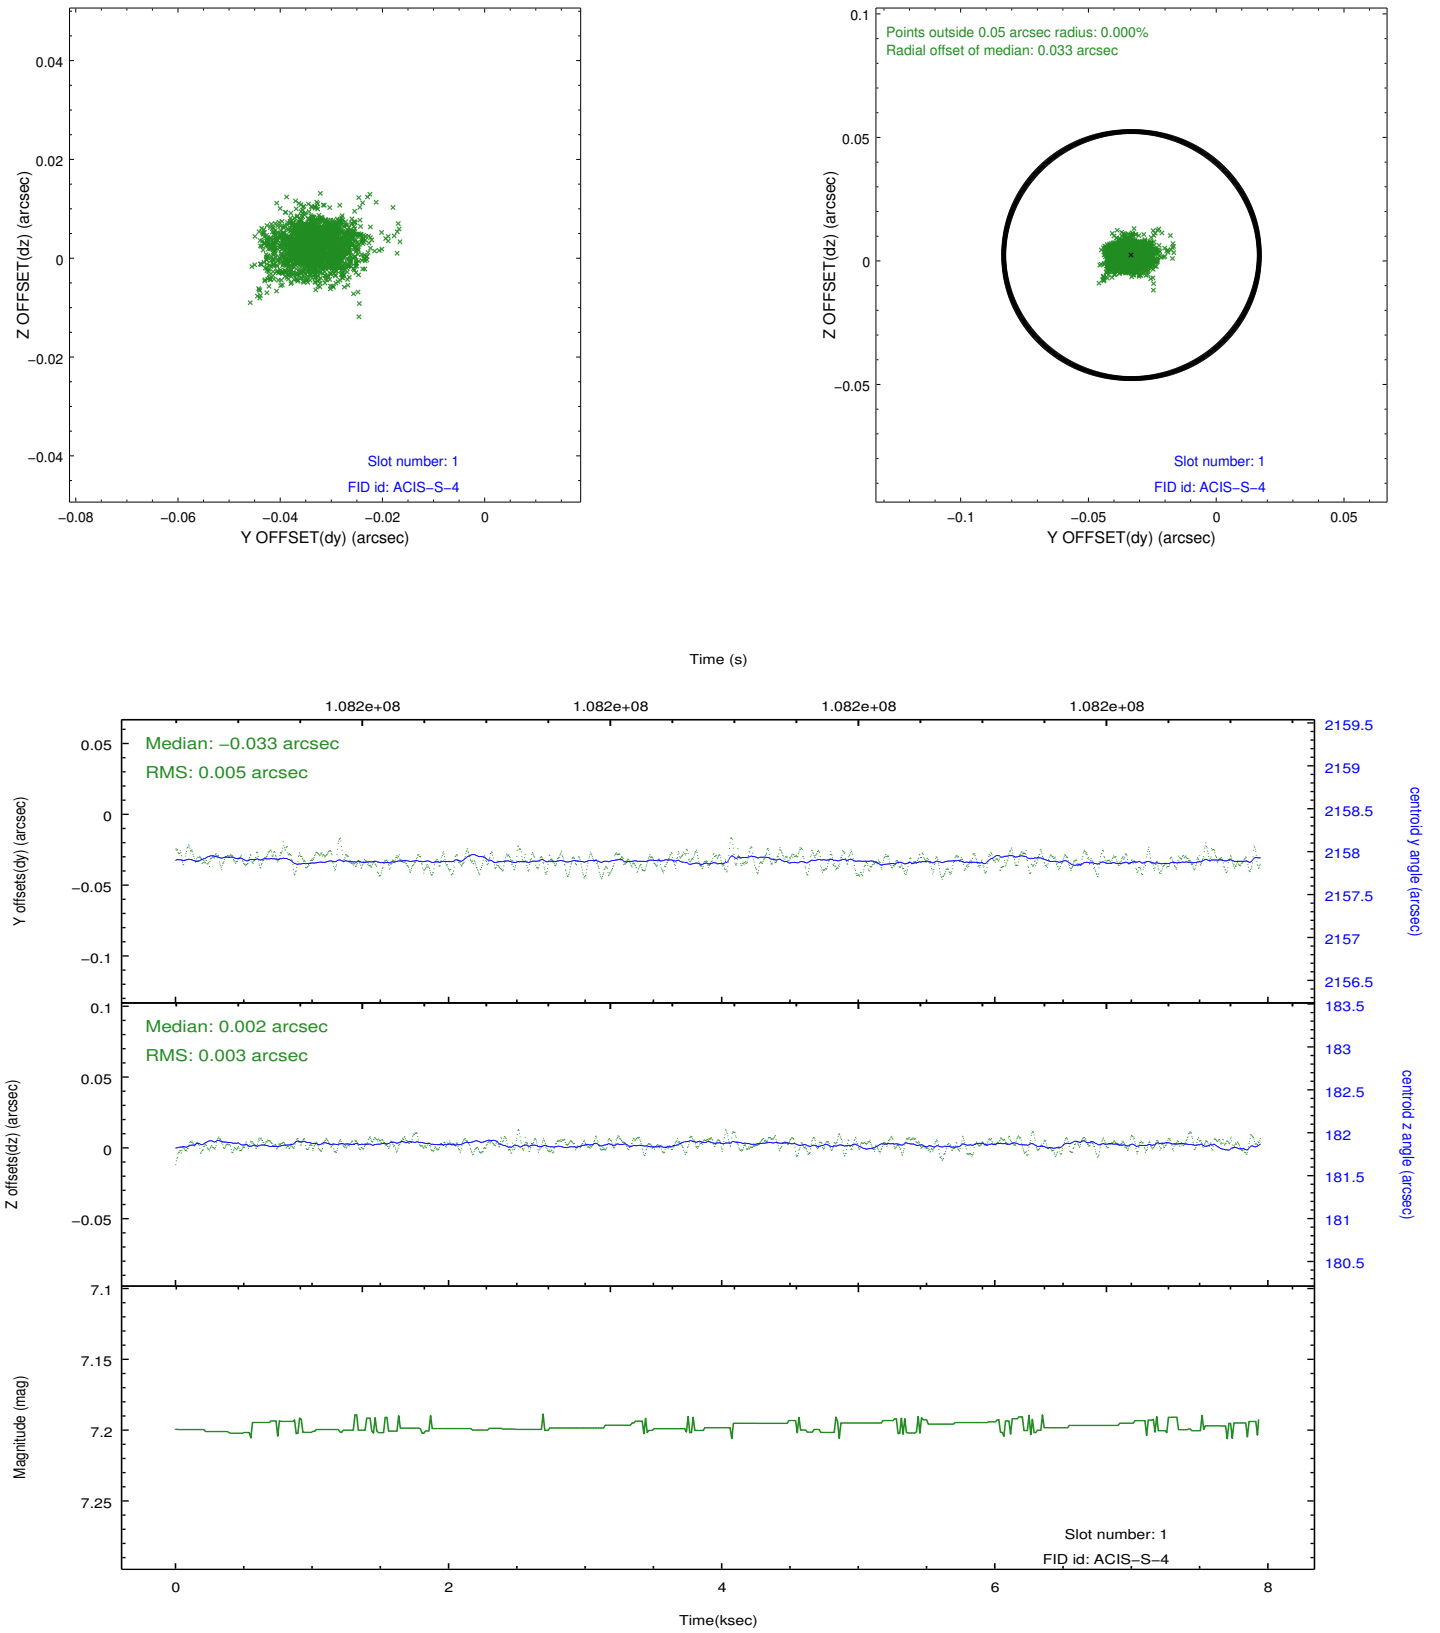 0.04
0.02
0
−0.02
−0.04
Z OFFSET(dz) (arcsec)
Slot number: 1
FID id: ACIS−S−4
−0.08 −0.06 −0.04 −0.02 0
Y OFFSET(dy) (arcsec)
Points outside 0.05 arcsec radius: 0.000%
Radial offset of median: 0.033 arcsec
0.1
0.05
0
−0.05
Z OFFSET(dz) (arcsec)
Slot number: 1
FID id: ACIS−S−4
−0.1 −0.05 0 0.05
Y OFFSET(dy) (arcsec)
Time (s)
1.082e+08 1.082e+08 1.082e+08 1.082e+08
Median: −0.033 arcsec
RMS: 0.005 arcsec
0.05
0
−0.05
−0.1
Y offsets(dy) (arcsec)
2159.5
2159
2158.5
2158
2157.5
2157
2156.5
centroid y angle (arcsec)
Median: 0.002 arcsec
RMS: 0.003 arcsec
0.1
0.05
0
−0.05
Z offsets(dz) (arcsec)
183.5
183
182.5
182
181.5
181
180.5
centroid z angle (arcsec)
7.1
7.15
7.2
7.25
Magnitude (mag)
Slot number: 1
FID id: ACIS−S−4
0 2 4 6 8
Time(ksec)